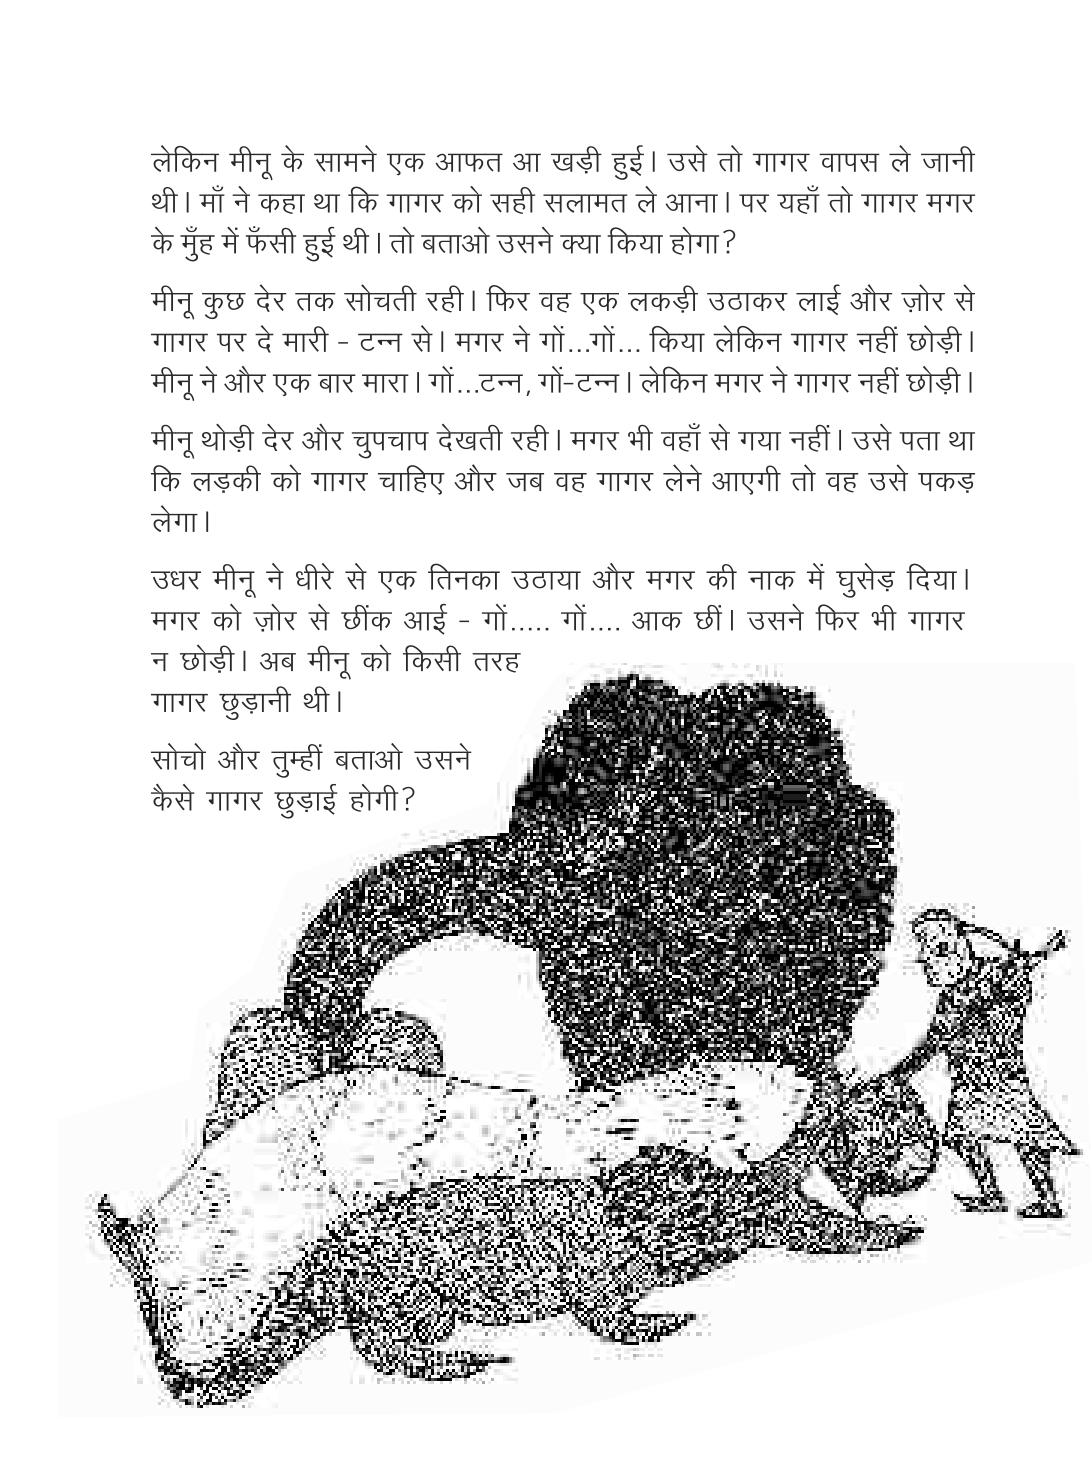 लेकिन मीनू के सामने एक आफत आ खड़ी हुई। उसे तो गागर वापस ले जानी
थी। माँ ने कहा था कि गागर को सही सलामत ले आना। पर यहाँ तो गागर मगर
के मुँह में फँसी हुई थी। तो बताओ उसने क्या किया होगा?
मीनू कुछ देर तक सोचती रही। फिर वह एक लकड़ी उठाकर लाई और ज़ोर से
गागर पर दे मारी - टन्न से। मगर ने गों...गों... किया लेकिन गागर नहीं छोड़ी।
मीनू ने और एक बार मारा। गों...टन्न, गों-टन्न। लेकिन मगर ने गागर नहीं छोड़ी।
मीनू थोड़ी देर और चुपचाप देखती रही। मगर भी वहाँ से गया नहीं। उसे पता था
कि लड़की को गागर चाहिए और जब वह गागर लेने आएगी तो वह उसे पकड़
लेगा।
उधर मीनू ने धीरे से एक तिनका उठाया और मगर की नाक में घुसेड़ दिया।
मगर को ज़ोर से छींक आई - गों..... गों.... आक छीं। उसने फिर भी गागर
न छोड़ी। अब मीनू को किसी तरह
गागर छुड़ानी थी।
सोचो और तुम्हीं बताओ उसने
कैसे गागर छुड़ाई होगी?